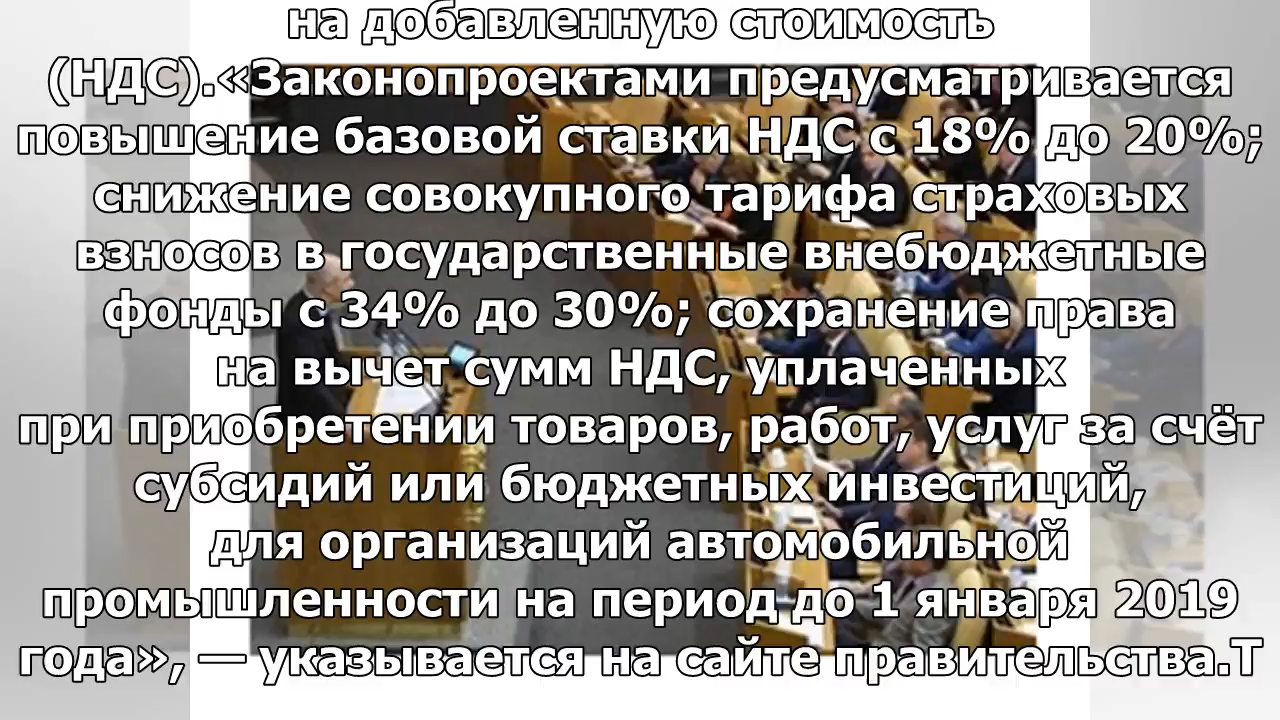 на добавленную стоимость
(НДС).«Законопроектами предусматривается
повышение базовой ставки НДС с 18% до 20%;
снижение совокупного тарифа страховых
взносов в государственные внебюджетные
фонды с 34% до 30%; сохранение права
на вычет сумм НДС, уплаченных
при приобретении товаров, работ, услуг за счёт
субсидий или бюджетных инвестиций,
для организаций автомобильной
промышленности на период до 1 января 2019
года», — указывается на сайте правительства.Т